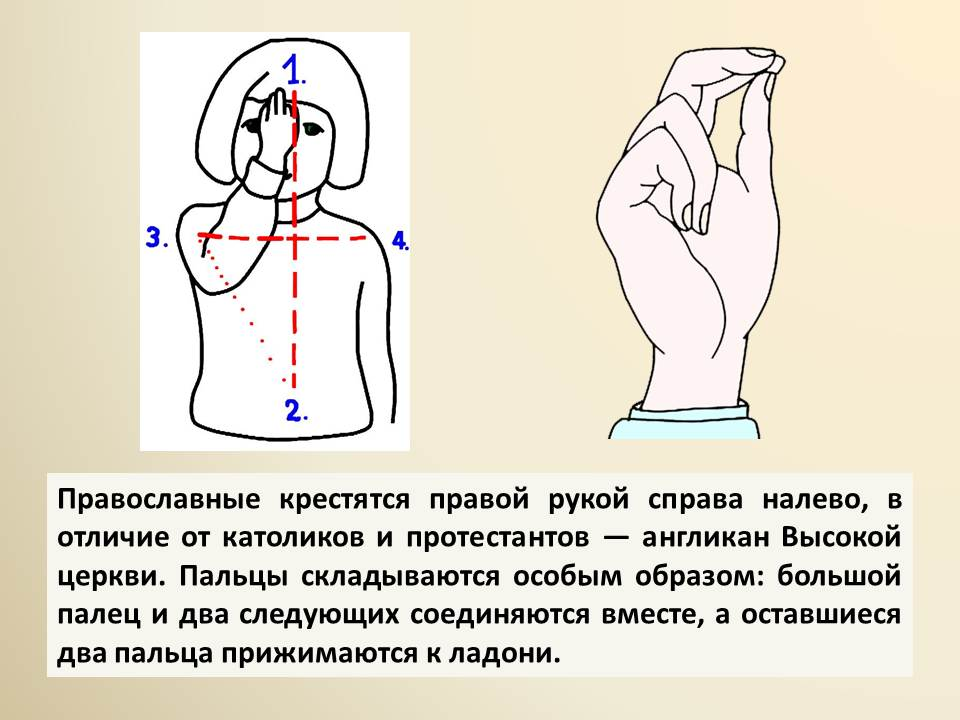 1.
3.
4.
2.
Православные крестятся правой рукой справа налево, в
отличие от католиков и протестантов — англикан Высокой
церкви. Пальцы складываются особым образом: большой
палец и два следующих соединяются вместе, а оставшиеся
два пальца прижимаются к ладони.